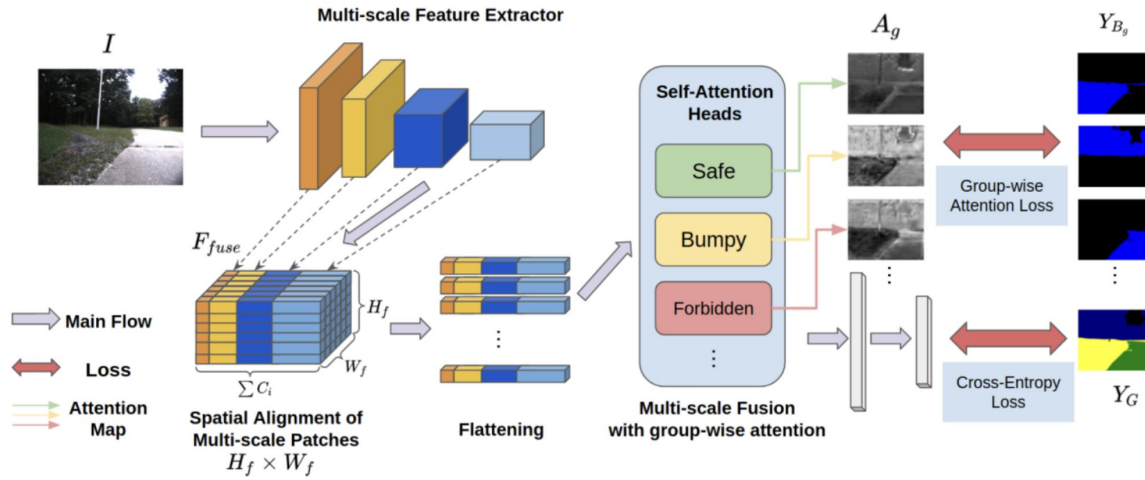 Multi-scale Feature Extractor
I
A_g
Y_{B_g}
Self-Attention
Heads
Safe
Bumpy
Forbidden
⋮
Group-wise
Attention Loss
⋮
⋮
F_{fuse}
H_f
W_f
∑ C_i
⋮
Main Flow
Loss
Attention
Map
Spatial Alignment of
Multi-scale Patches
H_f × W_f
Flattening
Multi-scale Fusion
with group-wise attention
Cross-Entropy
Loss
Y_G